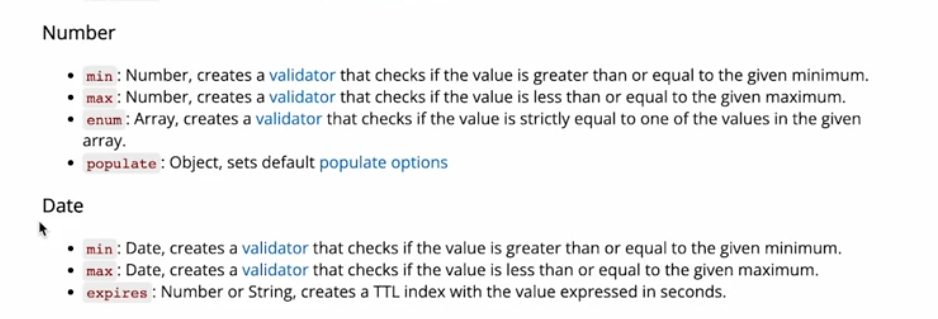 Number
• min : Number, creates a validator that checks if the value is greater than or equal to the given minimum.
• max : Number, creates a validator that checks if the value is less than or equal to the given maximum.
• enum : Array, creates a validator that checks if the value is strictly equal to one of the values in the given
array.
• populate : Object, sets default populate options
Date
• min : Date, creates a validator that checks if the value is greater than or equal to the given minimum.
• max : Date, creates a validator that checks if the value is less than or equal to the given maximum.
• expires : Number or String, creates a TTL index with the value expressed in seconds.